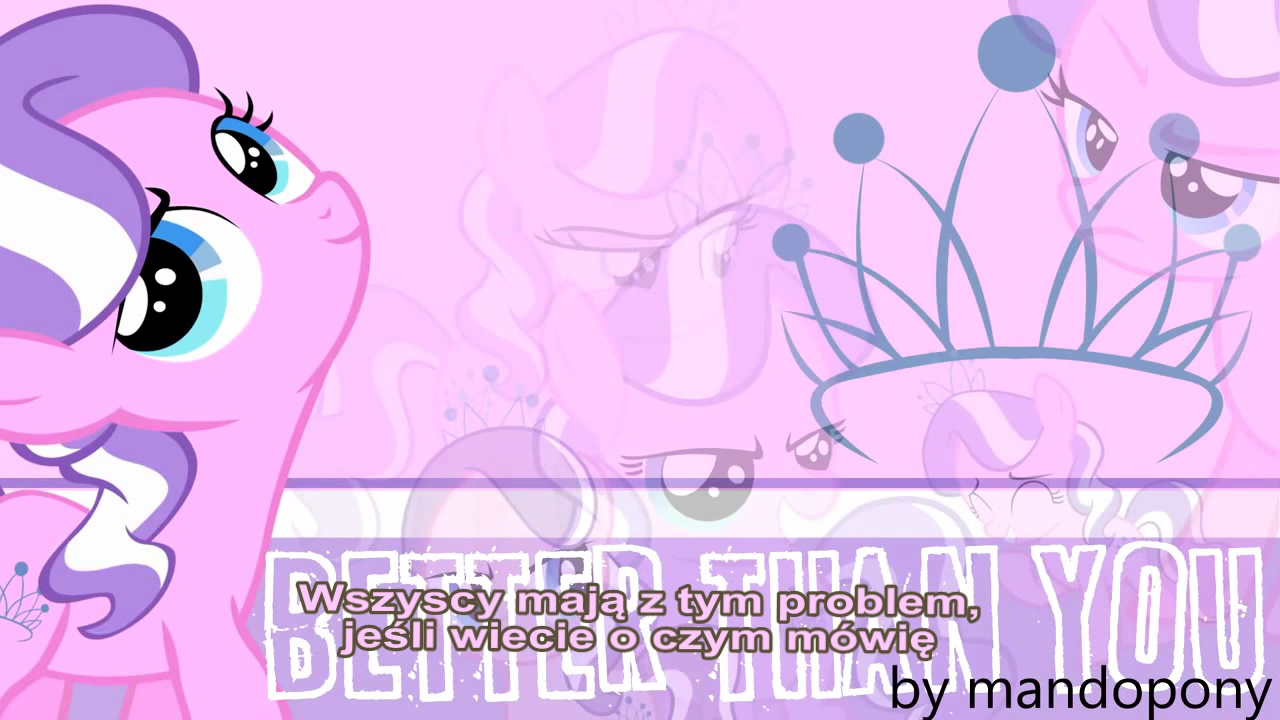 BETTER THAN YOU
Wszyscy mają z tym problem,
jeśli wiecie o czym mówię
by mandopony